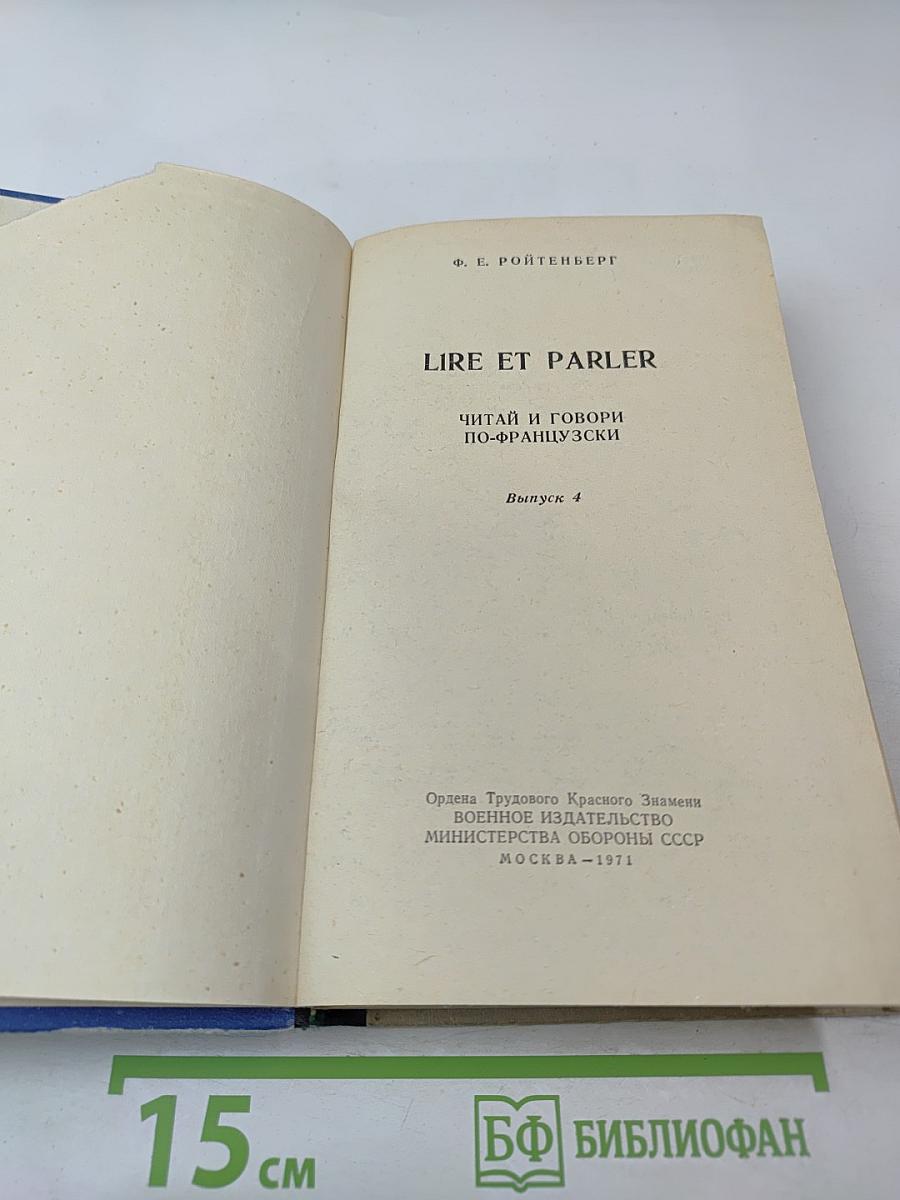 Ф. Е. РОЙТЕНБЕРГ
LIRE ET PARLER
ЧИТАЙ И ГОВОРИ
ПО-ФРАНЦУЗСКИ
Выпуск 4
Ордена Трудового Красного Знамени
ВОЕННОЕ ИЗДАТЕЛЬСТВО
МИНИСТЕРСТВА ОБОРОНЫ СССР
МОСКВА—1971
15 см
БФ БИБЛИОФАН